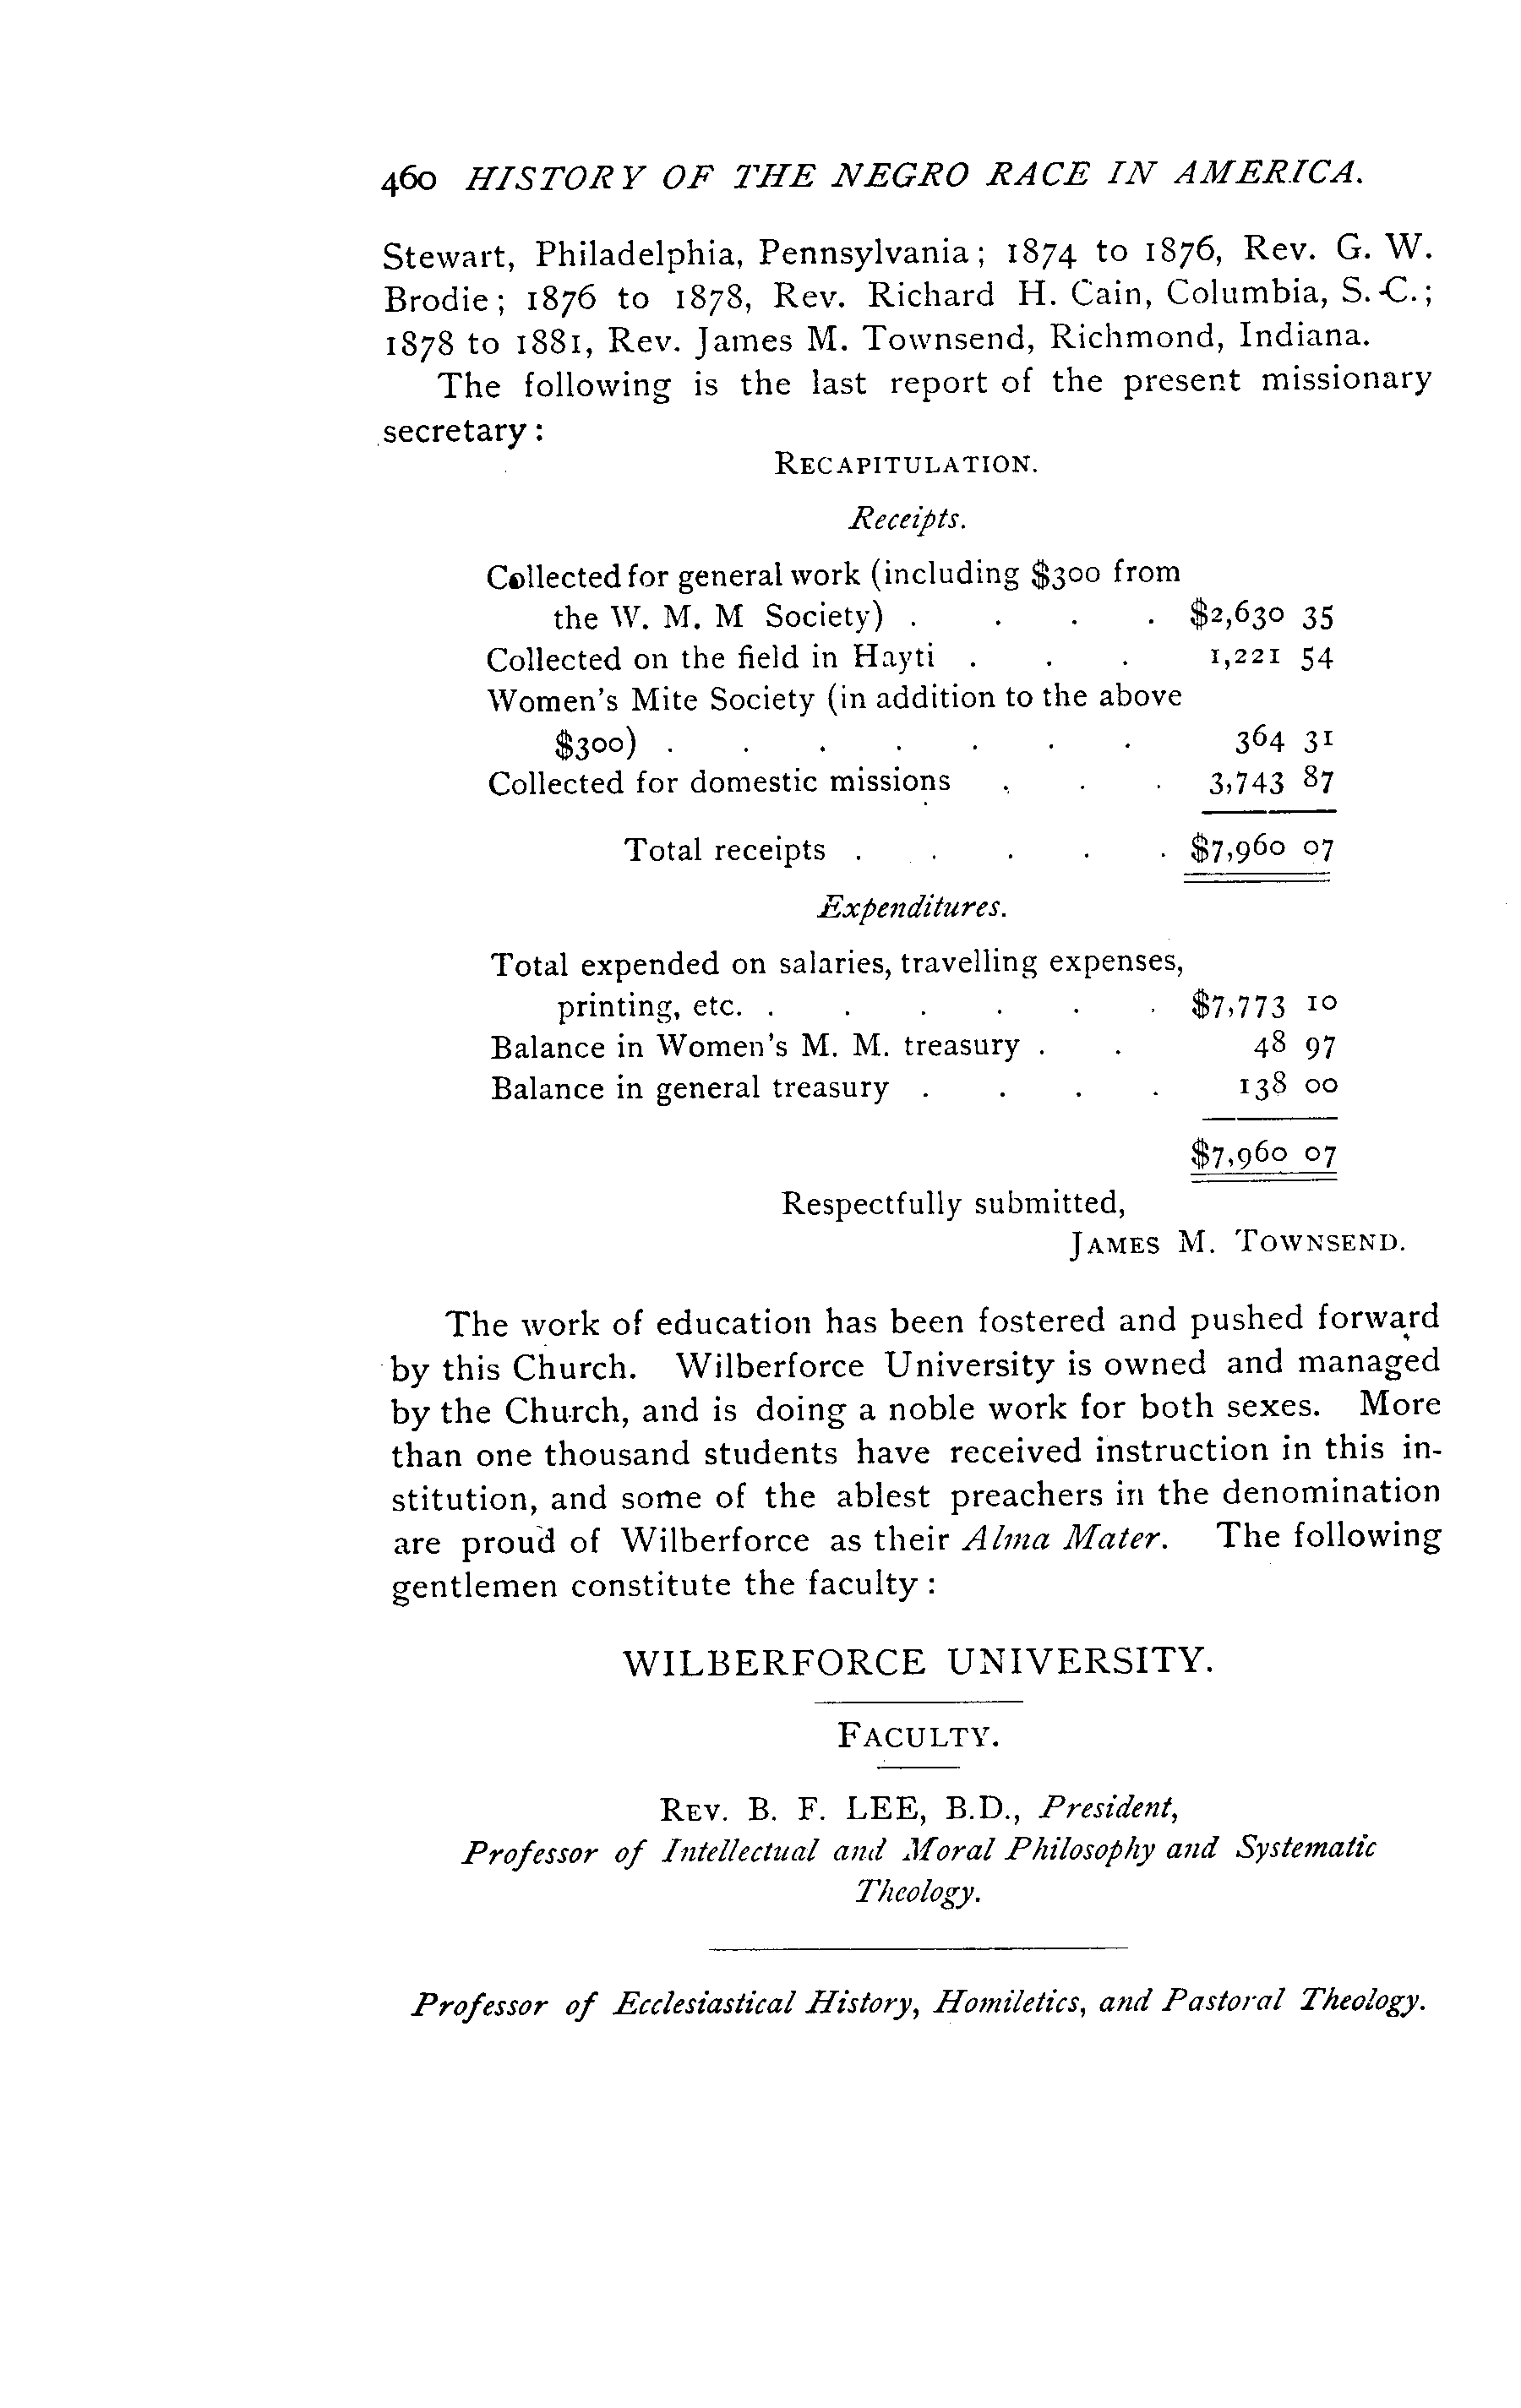 460 HISTORY OF THE NEGRO RACE IN AMERICA.
Stewart, Philadelphia, Pennsylvania; 1874 to 1876, Rev. G. W.
Brodie; 1876 to 1878, Rev. Richard H. Cain, Columbia, S. C.;
1878 to 1881, Rev. James M. Townsend, Richmond, Indiana.
The following is the last report of the present missionary
secretary:
RECAPITULATION.
Receipts.
Collected for general work (including $300 from
the W. M. M Society) . . . . $2,630 35
Collected on the field in Hayti . . . 1,221 54
Women's Mite Society (in addition to the above
$300) . . . . . . . 364 31
Collected for domestic missions . . . 3,743 87
Total receipts . . . . . $7,960 07
Expenditures.
Total expended on salaries, travelling expenses,
printing, etc. . . . . . . $7,773 10
Balance in Women's M. M. treasury . . 48 97
Balance in general treasury . . . . 138 00
$7,960 07
Respectfully submitted,
JAMES M. TOWNSEND.
The work of education has been fostered and pushed forward
by this Church. Wilberforce University is owned and managed
by the Church, and is doing a noble work for both sexes. More
than one thousand students have received instruction in this in-
stitution, and some of the ablest preachers in the denomination
are proud of Wilberforce as their Alma Mater. The following
gentlemen constitute the faculty:
WILBERFORCE UNIVERSITY.
FACULTY.
REV. B. F. LEE, B.D., President,
Professor of Intellectual and Moral Philosophy and Systematic
Theology.
Professor of Ecclesiastical History, Homiletics, and Pastoral Theology.